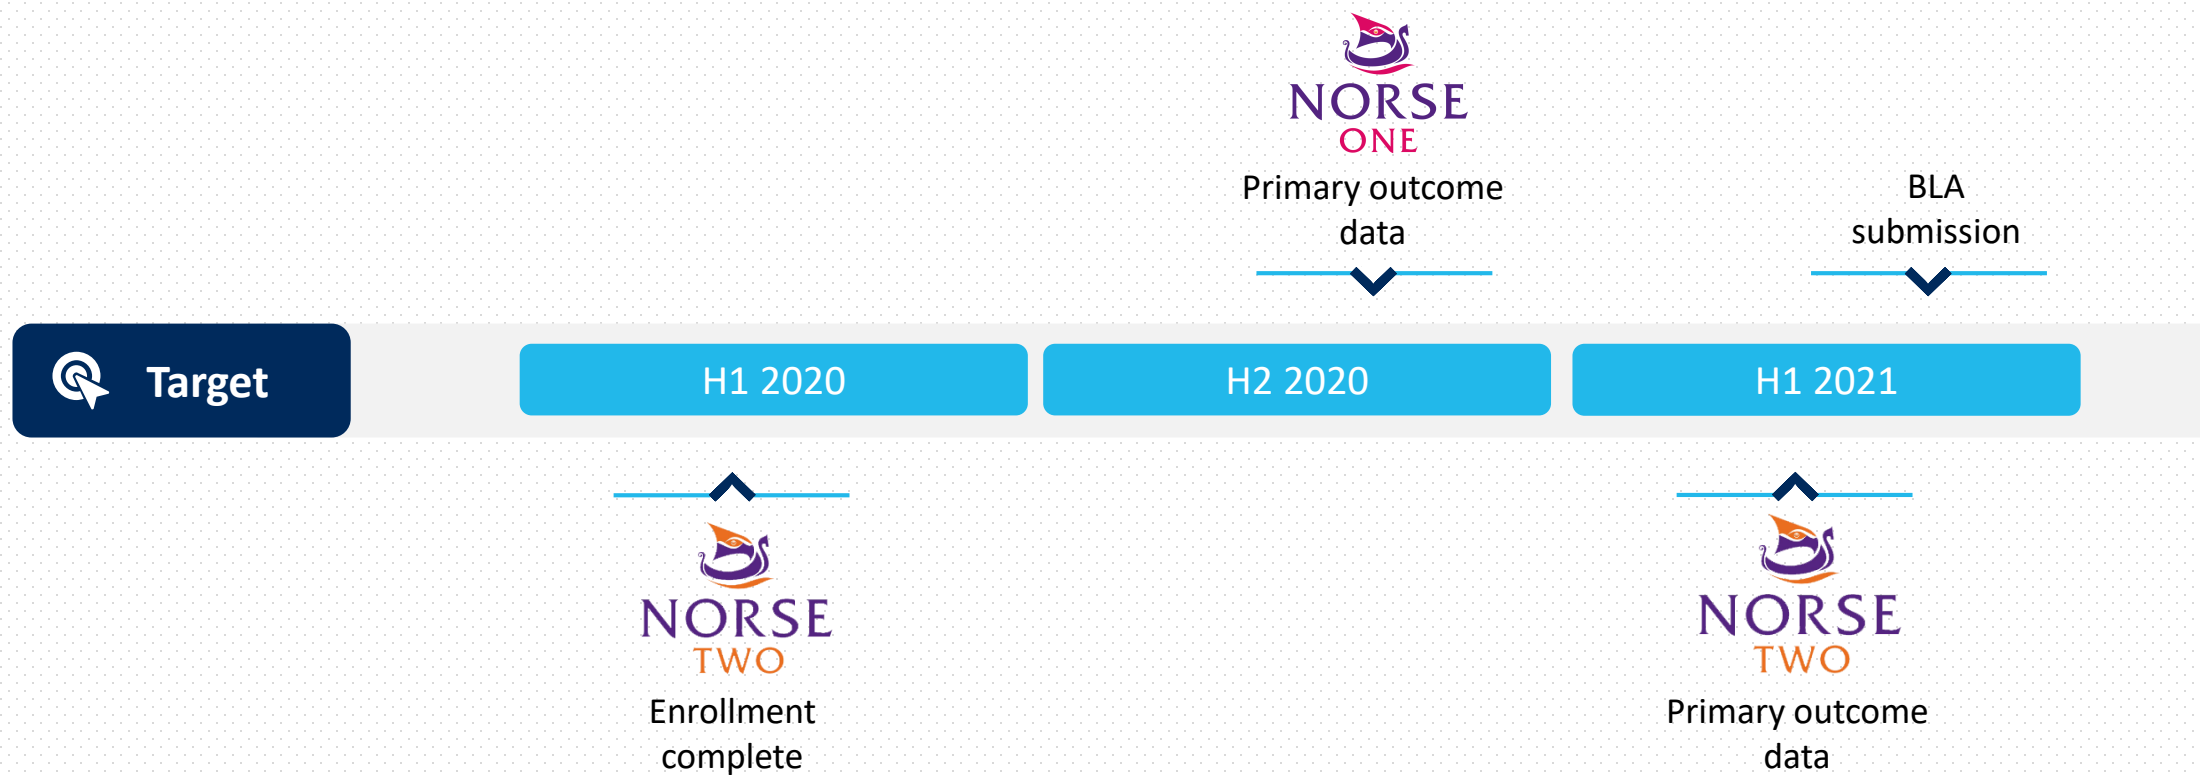 NORSE
ONE
Primary outcome
data
BLA
submission
Target
H1 2020
H2 2020
H1 2021
NORSE
TWO
Enrollment
complete
NORSE
TWO
Primary outcome
data